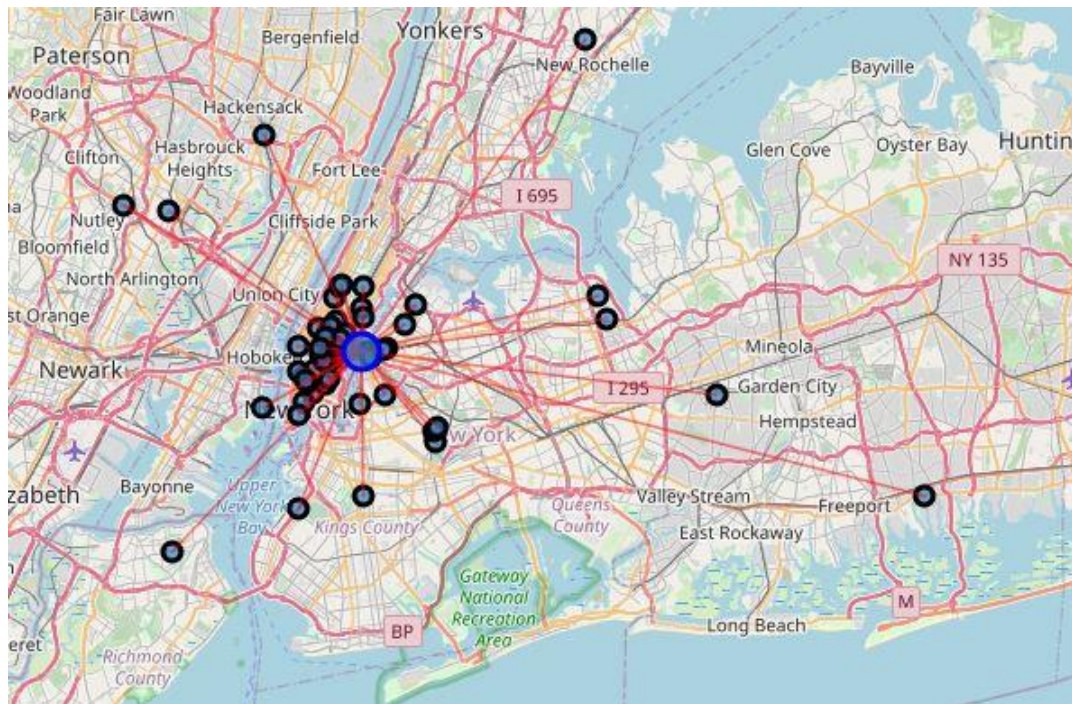 Fair Lawn
Yonkers
Bergenfield
Paterson
New Rochelle
Bayville
Woodland
Park
Hackensack
Huntin
Hasbrouck
Heights
Clifton
Glen Cove
Oyster Bay
Fort Lee
I 695
Nutley
Cliffside Park
Bloomfield
NY 135
North Arlington
Union City
st Orange
Mineola
Hoboke
Newark
I 295
Garden City
New York
Hempstead
w York
zabeth
Bayonne
Upper
New York
Bay
Valley Stream
Queens
County
Freeport
Kings County
East Rockaway
Gateway
National
Recreation
Area
M
BP
Long Beach
eret
Richmond
County